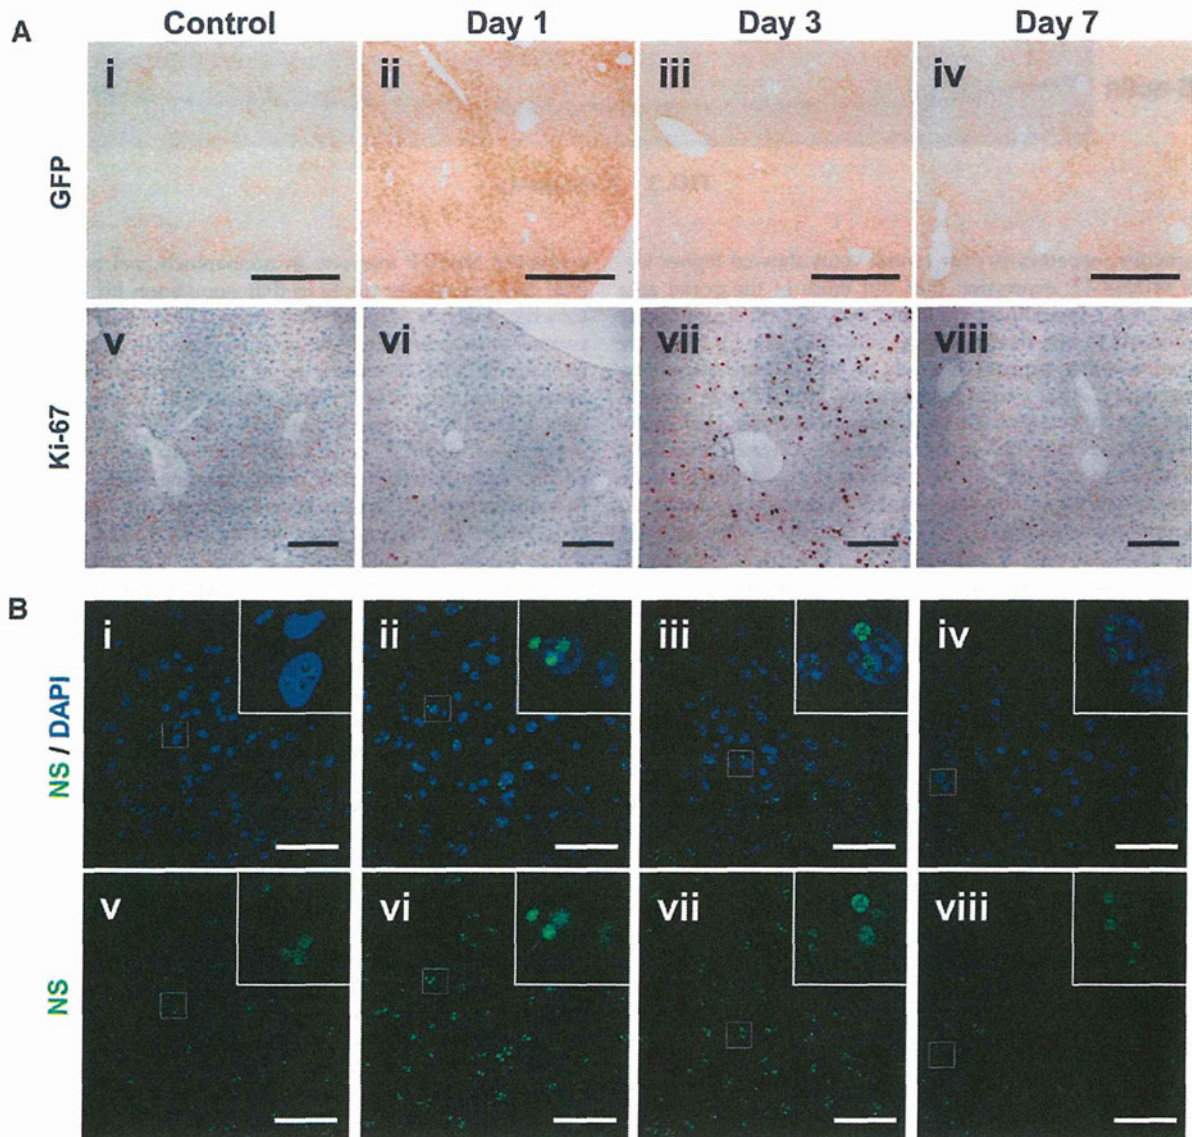 A
Control Day 1 Day 3 Day 7
GFP
i ii iii iv
Ki-67
v vi vii viii
B
NS / DAPI
i ii iii iv
NS
v vi vii viii